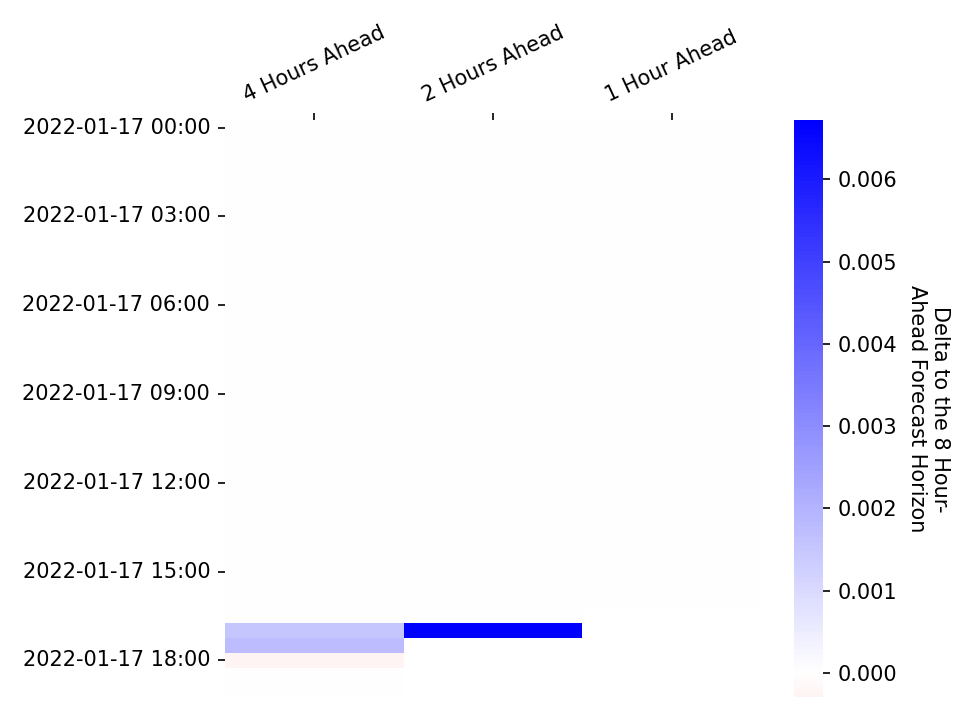 4 Hours Ahead
2 Hours Ahead
1 Hour Ahead
2022-01-17 00:00
2022-01-17 03:00
2022-01-17 06:00
2022-01-17 09:00
2022-01-17 12:00
2022-01-17 15:00
2022-01-17 18:00
0.006
0.005
0.004
0.003
0.002
0.001
0.000
Delta to the 8 Hour-
Ahead Forecast Horizon